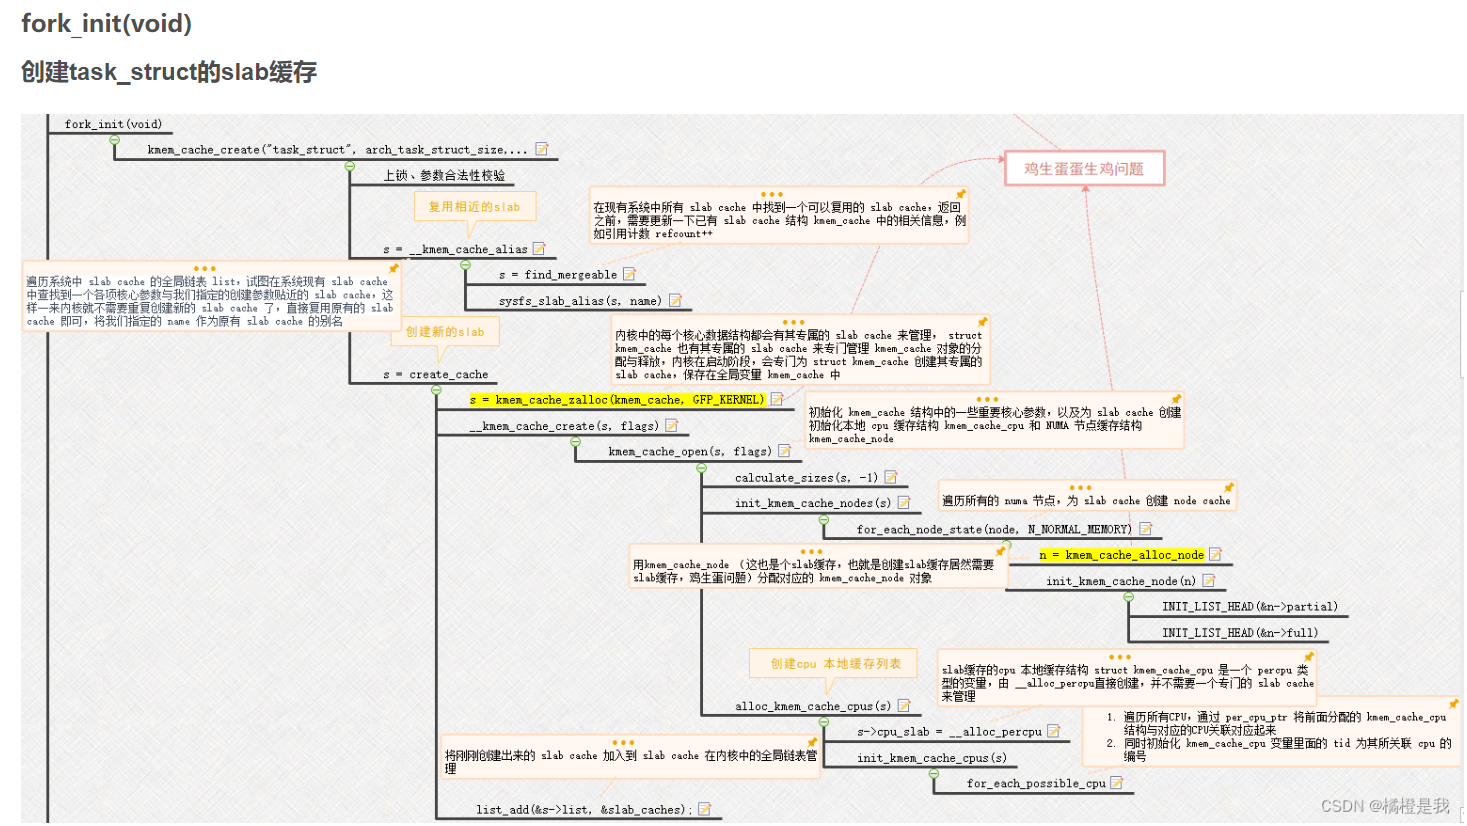 fork_init(void)
创建task_struct的slab缓存
fork_init(void)
kmem_cache_create("task_struct", arch_task_struct_size,...
鸡生蛋蛋生鸡问题
上锁、参数合法性核验
复用相近的slab
在现有系统中所有 slab cache 中找到一个可以复用的 slab cache，返回
之前，需要更新一下已有 slab cache 结构 kmem_cache 中的相关信息，例
如引用计数 refcount++
s = __kmem_cache_alias
s = find_mergeable
sysfs_slab_alias(s, name)
遍历系统中 slab cache 的全局链表 list，试图在系统现有 slab cache
中查找到一个各项核心参数与我们指定的创建参数贴近的 slab cache，这
样一来内核就不需要重复创建新的 slab cache 了，直接复用原有的 slab
cache 即可，将我们指定的 name 作为原有 slab cache 的别名
创建新的slab
内核中的每个核心数据结构都会有其专属的 slab cache 来管理， struct
kmem_cache 也有其专属的 slab cache 来专门管理 kmem_cache 对象的分
配与释放，内核在启动阶段，会专门为 struct kmem_cache 创建其专属的
slab cache，保存在全局变量 kmem_cache 中
s = create_cache
s = kmem_cache_zalloc(kmem_cache, GFP_KERNEL)
__kmem_cache_create(s, flags)
初始化 kmem_cache 结构中的一些重要核心参数，以及为 slab cache 创建
初始化本地 cpu 缓存结构 kmem_cache_cpu 和 NUMA 节点缓存结构
kmem_cache_node
kmem_cache_open(s, flags)
calculate_sizes(s, -1)
init_kmem_cache_nodes(s)
遍历所有的 numa 节点，为 slab cache 创建 node cache
for_each_node_state(node, N_NORMAL_MEMORY)
n = kmem_cache_alloc_node
用kmem_cache_node （这也是个slab缓存，也就是创建slab缓存居然需要
slab缓存，鸡生蛋问题）分配对应的 kmem_cache_node 对象
init_kmem_cache_node(n)
INIT_LIST_HEAD(&n->partial)
INIT_LIST_HEAD(&n->full)
创建cpu 本地缓存列表
slab缓存的cpu 本地缓存结构 struct kmem_cache_cpu 是一个 percpu 类
型的变量，由 __alloc_percpu直接创建，并不需要一个专门的 slab cache
来管理
alloc_kmem_cache_cpus(s)
s->cpu_slab = __alloc_percpu
1. 遍历所有CPU，通过 per_cpu_ptr 将前面分配的 kmem_cache_cpu
结构与对应的CPU关联对应起来
2. 同时初始化 kmem_cache_cpu 变量里面的 tid 为其所关联 cpu 的
编号
init_kmem_cache_cpus(s)
for_each_possible_cpu
将刚刚创建出来的 slab cache 加入到 slab cache 在内核中的全局链表管
理
list_add(&s->list, &slab_caches);
CSDN @橘橙是我